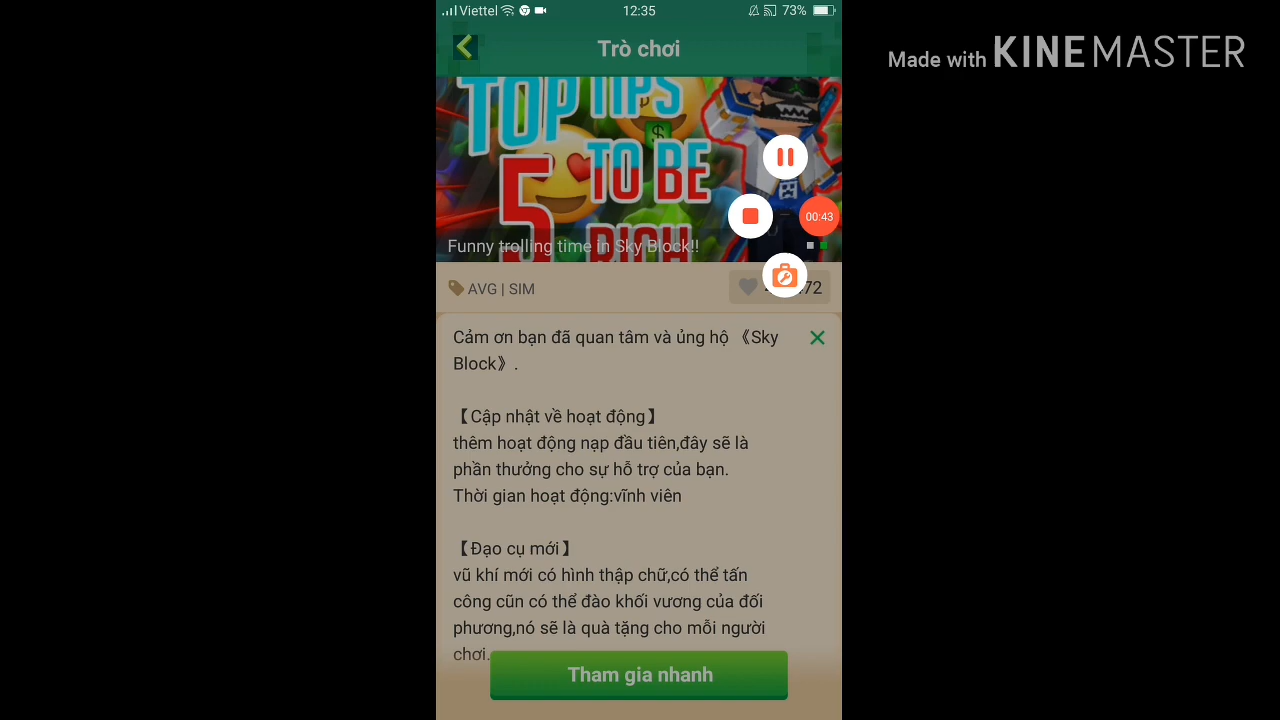 Viettel
12:35
73%
Made with KINEMASTER
Trò chơi
TOP TIPS
5 TO BE
RICH
Funny trolling time in Sky Block!!
00:43
AVG | SIM
72
Cảm ơn bạn đã quan tâm và ủng hộ 《Sky
Block》.
【Cập nhật về hoạt động】
thêm hoạt động nạp đầu tiên,đây sẽ là
phần thưởng cho sự hỗ trợ của bạn.
Thời gian hoạt động:vĩnh viên
【Đạo cụ mới】
vũ khí mới có hình thập chữ,có thể tấn
công cũn có thể đào khối vương của đối
phương,nó sẽ là quà tặng cho mỗi người
chơi.
Tham gia nhanh